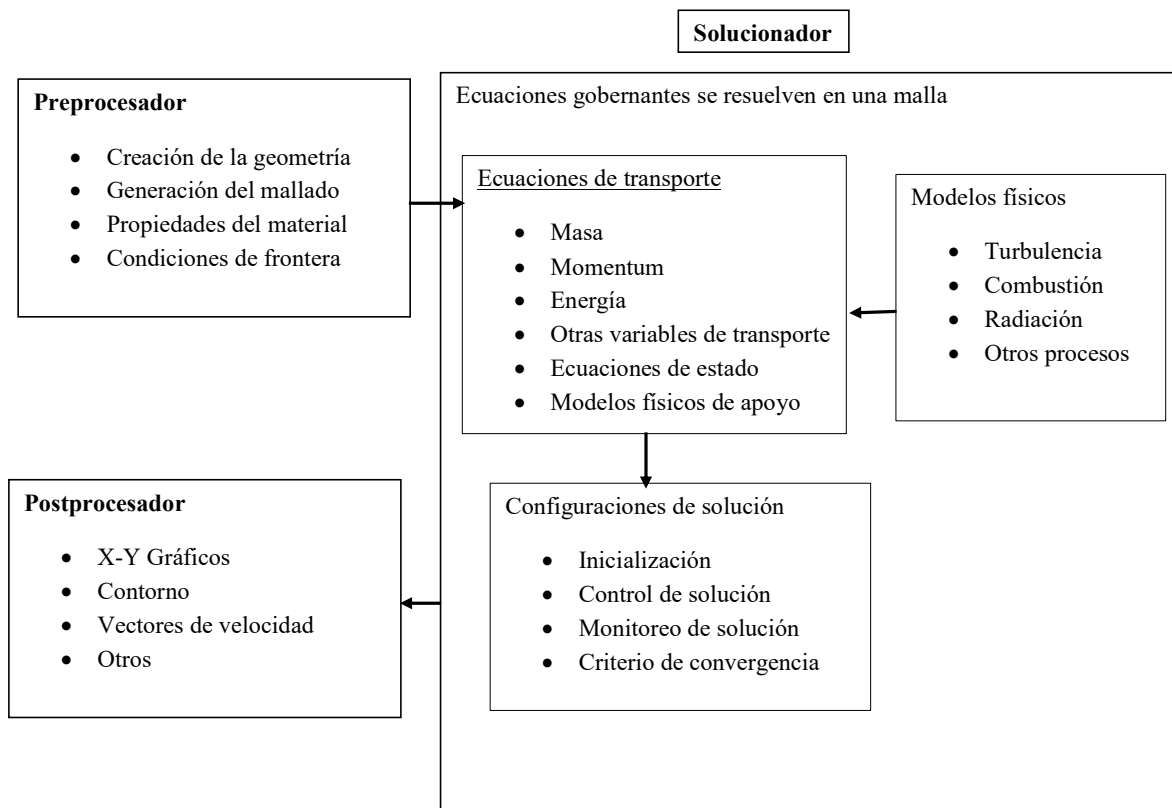 Solucionador
Preprocesador
• Creación de la geometría
• Generación del mallado
• Propiedades del material
• Condiciones de frontera
Ecuaciones gobernantes se resuelven en una malla
Ecuaciones de transporte
• Masa
• Momentum
• Energía
• Otras variables de transporte
• Ecuaciones de estado
• Modelos físicos de apoyo
Modelos físicos
• Turbulencia
• Combustión
• Radiación
• Otros procesos
Configuraciones de solución
• Inicialización
• Control de solución
• Monitoreo de solución
• Criterio de convergencia
Postprocesador
• X-Y Gráficos
• Contorno
• Vectores de velocidad
• Otros